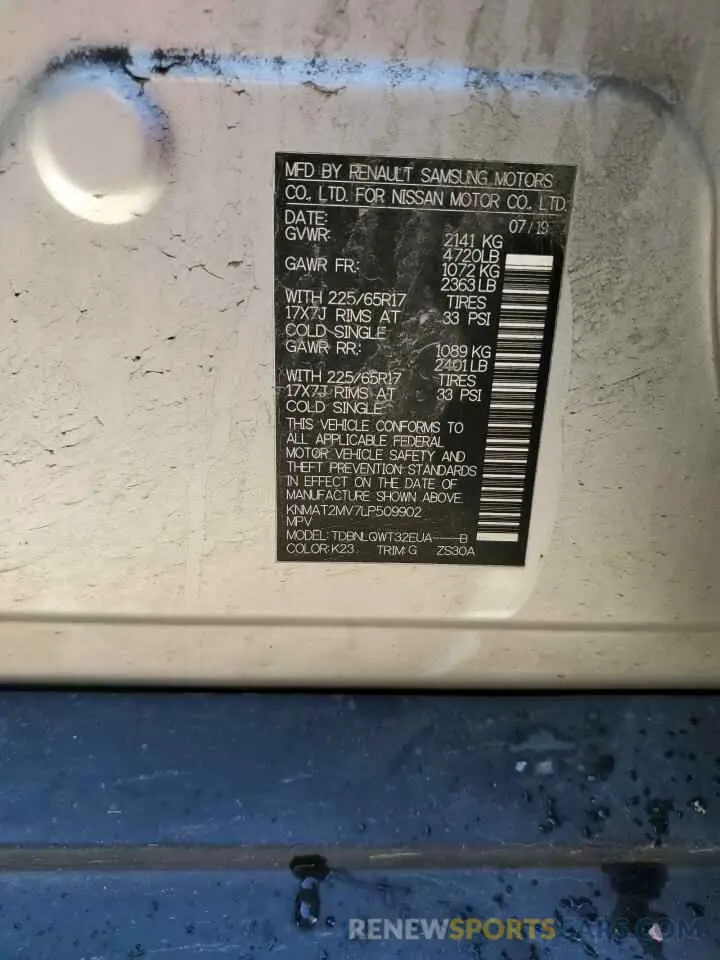 MFD BY RENAULT SAMSUNG MOTORS
CO., LTD. FOR NISSAN MOTOR CO., LTD.
DATE: 07/19
GVWR: 2141 KG
4720LB
GAWR FR: 1072 KG
2363LB
WITH 225/65R17 TIRES
17X7J RIMS AT 33 PSI
COLD SINGLE
GAWR RR: 1089 KG
2401LB
WITH 225/65R17 TIRES
17X7J RIMS AT 33 PSI
COLD SINGLE
THIS VEHICLE CONFORMS TO
ALL APPLICABLE FEDERAL
MOTOR VEHICLE SAFETY AND
THEFT PREVENTION STANDARDS
IN EFFECT ON THE DATE OF
MANUFACTURE SHOWN ABOVE.
KNMAT2MV7LP509902
MPV
MODEL: TDBNLQWT32EUA----B
COLOR:K23 TRIM:G ZS30A
RENEWSPORTSCARS.COM